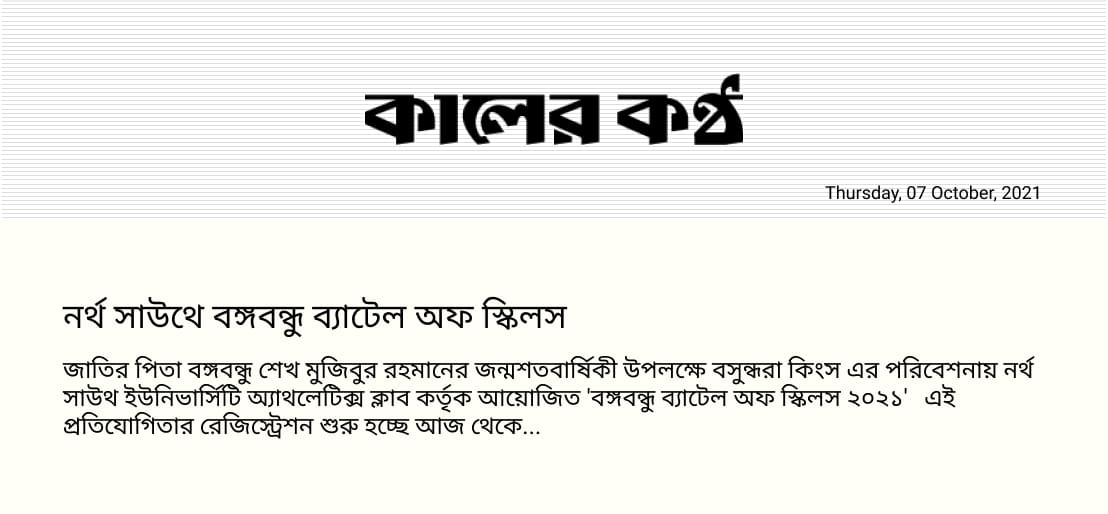 কালের কণ্ঠ
Thursday, 07 October, 2021
নর্থ সাউথে বঙ্গবন্ধু ব্যাটেল অফ স্কিলস
জাতির পিতা বঙ্গবন্ধু শেখ মুজিবুর রহমানের জন্মশতবার্ষিকী উপলক্ষে বসুন্ধরা কিংস এর পরিবেশনায় নর্থ
সাউথ ইউনিভার্সিটি অ্যাথলেটিক্স ক্লাব কর্তৃক আয়োজিত 'বঙ্গবন্ধু ব্যাটেল অফ স্কিলস ২০২১' এই
প্রতিযোগিতার রেজিস্ট্রেশন শুরু হচ্ছে আজ থেকে...